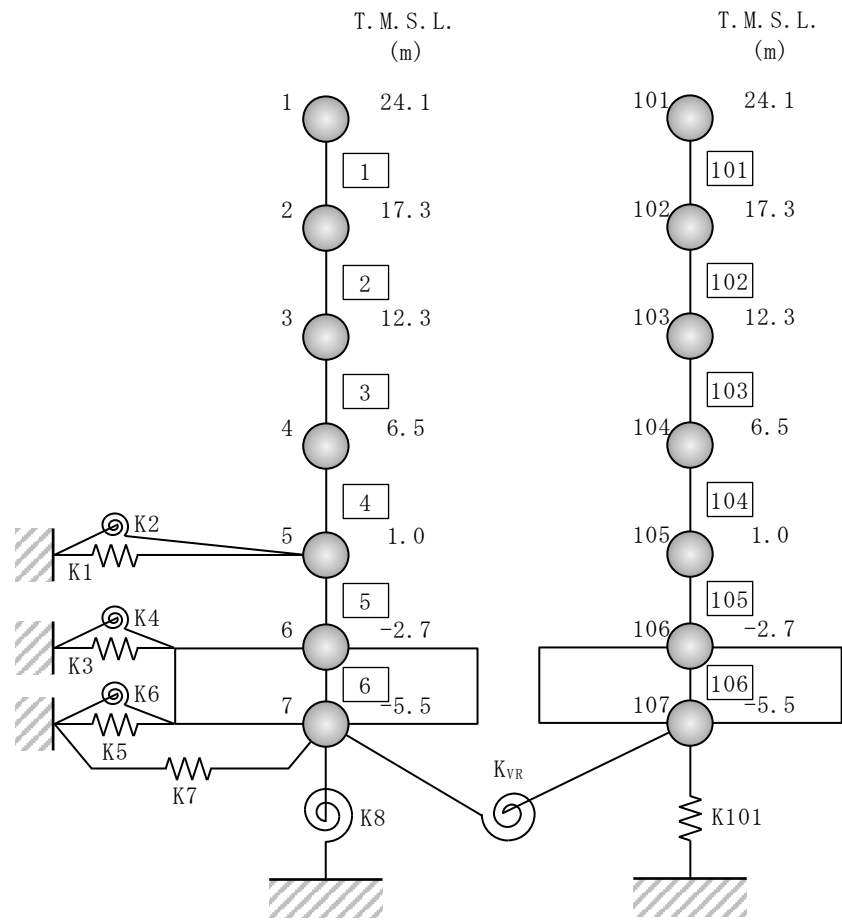 T.M.S.L. T.M.S.L.
(m) (m)
1 24.1 101 24.1
1 101
2 17.3 102 17.3
2 102
3 12.3 103 12.3
3 103
4 6.5 104 6.5
4 104
K2 5 1.0 105 1.0
K1
5 105
K4 6 -2.7 106 -2.7
K3
K6 6 106
7 -5.5 107 -5.5
K5
K7 KVR
K8 K101